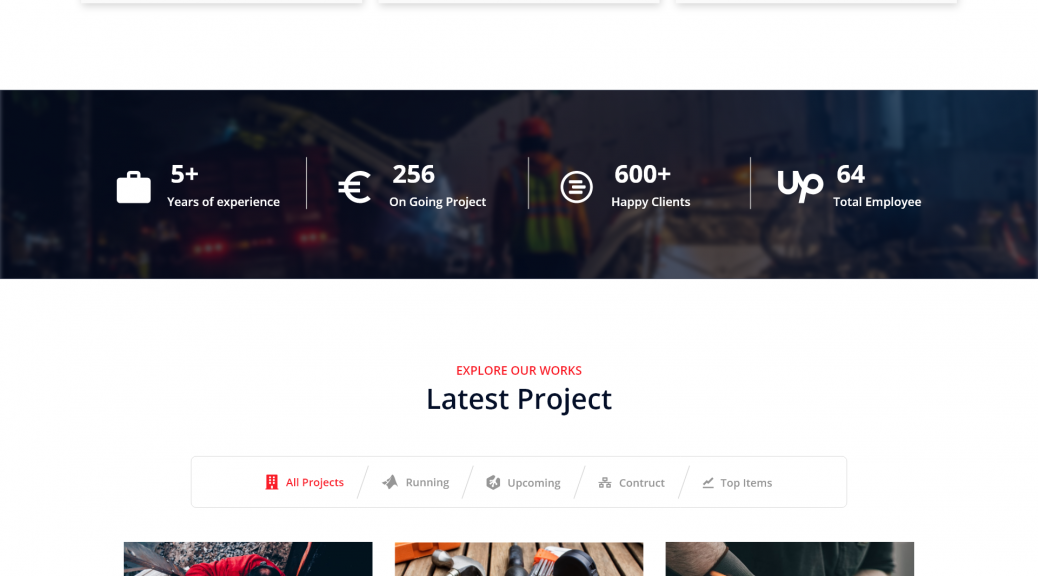 5+
Years of experience
256
On Going Project
600+
Happy Clients
up
64
Total Employee
EXPLORE OUR WORKS
Latest Project
All Projects
Running
Upcoming
Contruct
Top Items